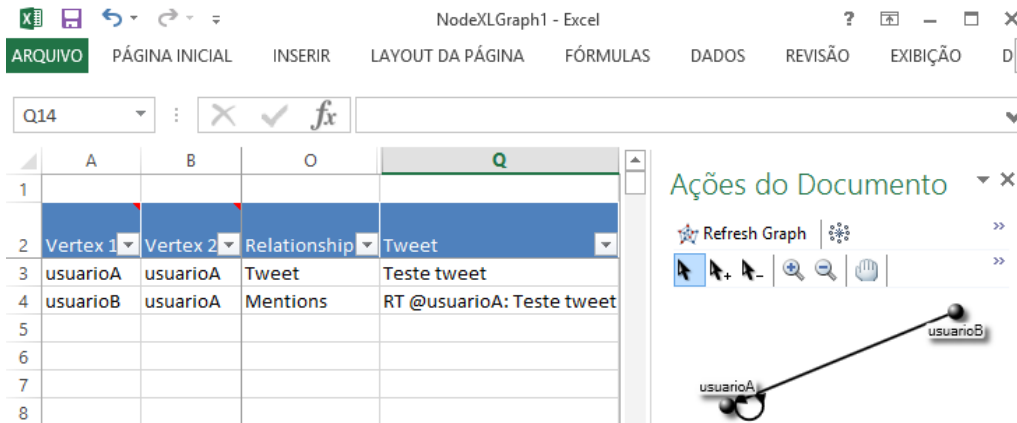 NodeXLGraph1 - Excel
ARQUIVO PÁGINA INICIAL INSERIR LAYOUT DA PÁGINA FÓRMULAS DADOS REVISÃO EXIBIÇÃO D
Q14 fx
A B O Q
1
2 Vertex 1 Vertex 2 Relationship Tweet
3 usuarioA usuarioA Tweet Teste tweet
4 usuarioB usuarioA Mentions RT @usuarioA: Teste tweet
5
6
7
8
Ações do Documento
Refresh Graph
usuarioB
usuarioA